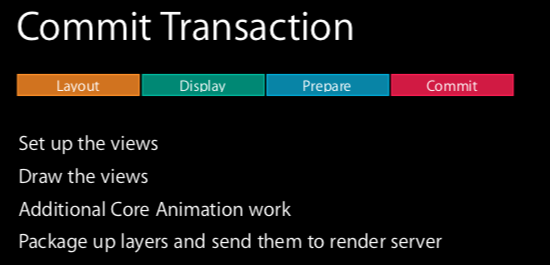 Commit Transaction
Layout Display Prepare Commit
Set up the views
Draw the views
Additional Core Animation work
Package up layers and send them to render server